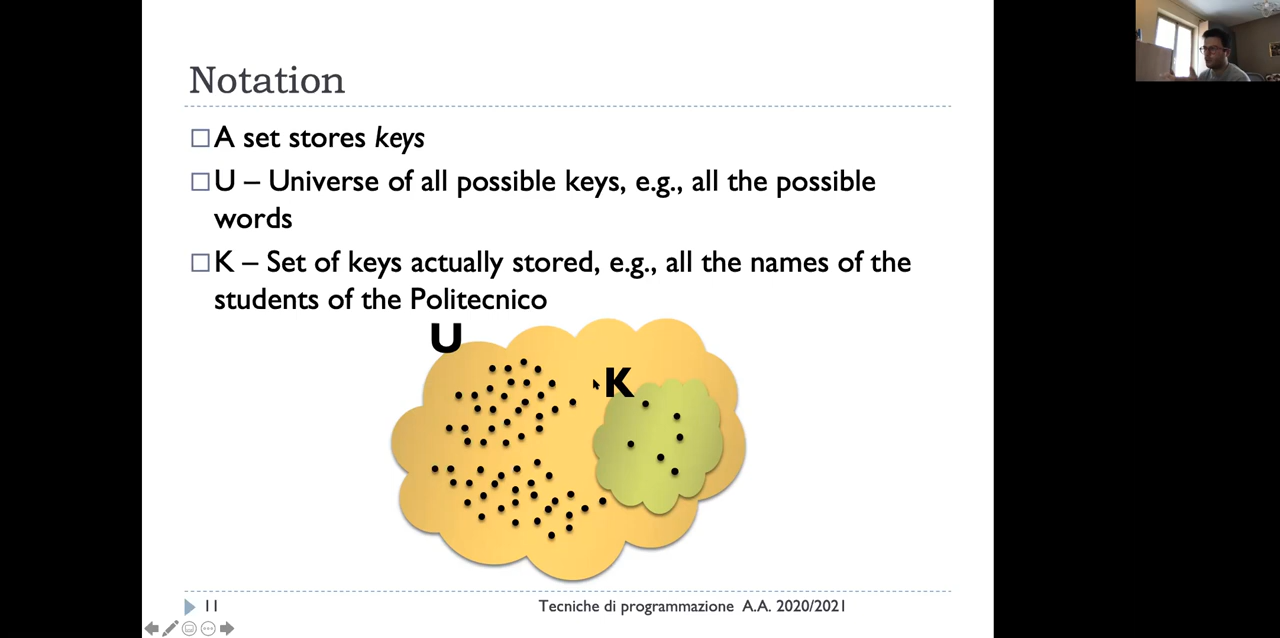 Notation
A set stores keys
U – Universe of all possible keys, e.g., all the possible
words
K – Set of keys actually stored, e.g., all the names of the
students of the Politecnico
U
K
11
Tecniche di programmazione A.A. 2020/2021